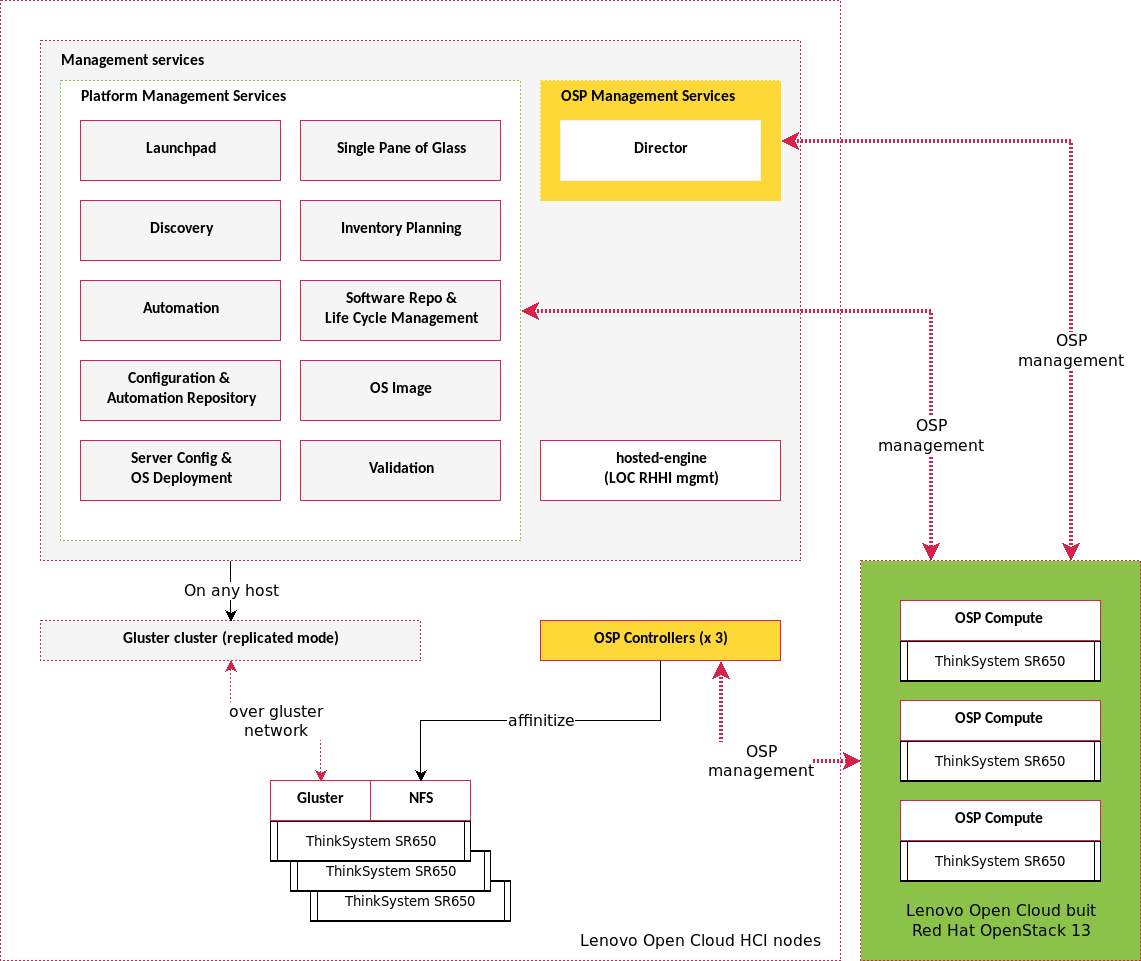 Management services
Platform Management Services
Launchpad
Single Pane of Glass
Discovery
Inventory Planning
Automation
Software Repo &
Life Cycle Management
Configuration &
Automation Repository
OS Image
Server Config &
OS Deployment
Validation
OSP Management Services
Director
hosted-engine
(LOC RHHI mgmt)
OSP
management
OSP
management
On any host
Gluster cluster (replicated mode)
OSP Controllers (x 3)
over gluster
network
affinitize
OSP
management
Gluster
NFS
ThinkSystem SR650
ThinkSystem SR650
ThinkSystem SR650
Lenovo Open Cloud HCI nodes
OSP Compute
ThinkSystem SR650
OSP Compute
ThinkSystem SR650
OSP Compute
ThinkSystem SR650
Lenovo Open Cloud buit
Red Hat OpenStack 13